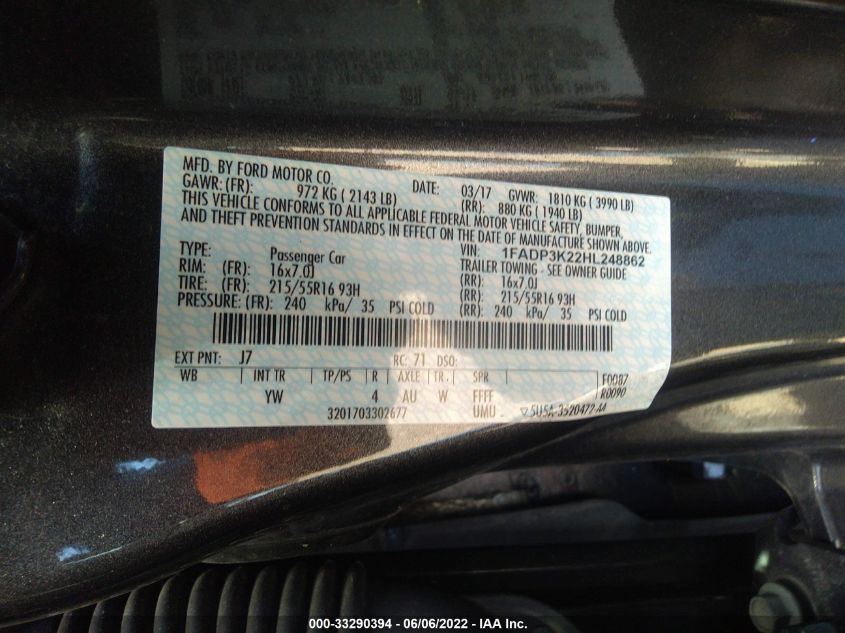 MFD. BY FORD MOTOR CO.
DATE: 03/17 GVWR: 1810 KG ( 3990 LB)
GAWR: (FR): 972 KG ( 2143 LB) (RR): 880 KG ( 1940 LB)
THIS VEHICLE CONFORMS TO ALL APPLICABLE FEDERAL MOTOR VEHICLE SAFETY, BUMPER,
AND THEFT PREVENTION STANDARDS IN EFFECT ON THE DATE OF MANUFACTURE SHOWN ABOVE.
VIN: 1FADP3K22HL248862
TYPE: Passenger Car TRAILER TOWING - SEE OWNER GUIDE
RIM: (FR): 16x7.0J (RR): 16x7.0J
TIRE: (FR): 215/55R16 93H (RR): 215/55R16 93H
PRESSURE: (FR): 240 kPa/ 35 PSI COLD (RR): 240 kPa/ 35 PSI COLD
EXT PNT: J7 RC: 71 DSO:
WB INT TR TP/PS R AXLE TR. SPR F0087
YW 4 AU W FFFF R0090
3201703302677 UMU 5U5A-3520472-AA
000-33290394 - 06/06/2022 - IAA Inc.